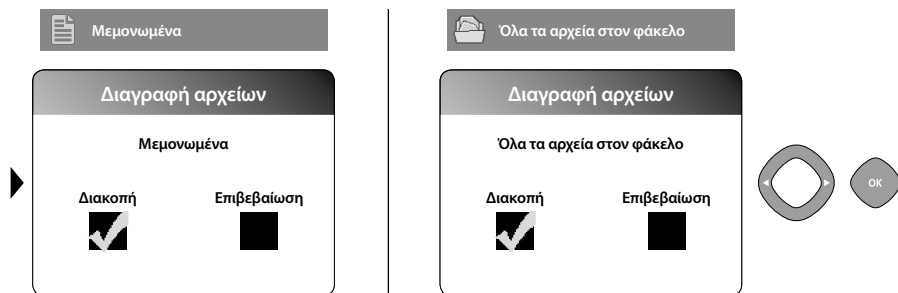 Μεμονωμένα
Διαγραφή αρχείων
Μεμονωμένα
Διακοπή Επιβεβαίωση
Όλα τα αρχεία στον φάκελο
Διαγραφή αρχείων
Όλα τα αρχεία στον φάκελο
Διακοπή Επιβεβαίωση
OK